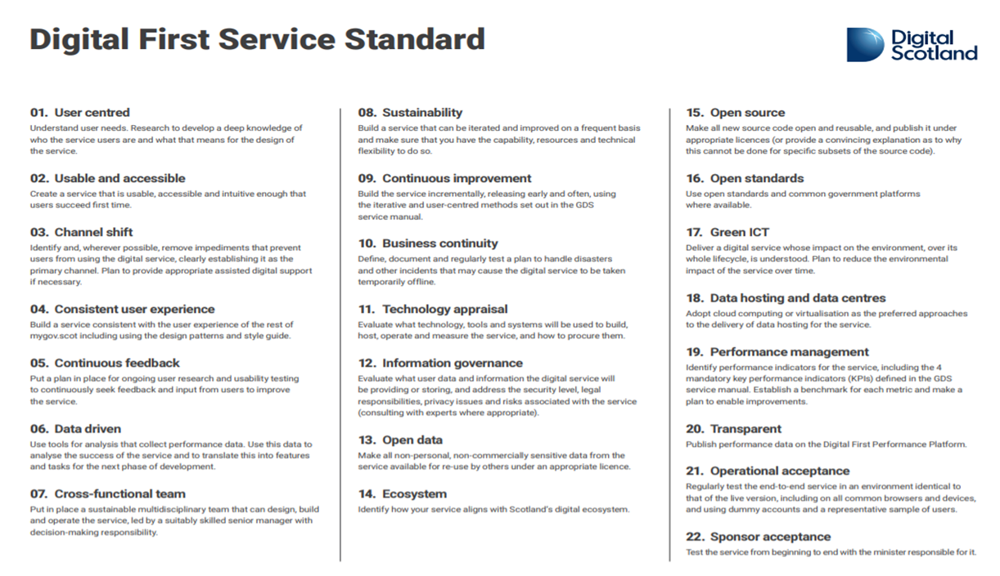 Digital First Service Standard
Digital
Scotland
01. User centred
Understand user needs. Research to develop a deep knowledge of
who the service users are and what that means for the design of
the service.
02. Usable and accessible
Create a service that is usable, accessible and intuitive enough that
users succeed first time.
03. Channel shift
Identify and, wherever possible, remove impediments that prevent
users from using the digital service, clearly establishing it as the
primary channel. Plan to provide appropriate assisted digital support
if necessary.
04. Consistent user experience
Build a service consistent with the user experience of the rest of
mygov.scot including using the design patterns and style guide.
05. Continuous feedback
Put a plan in place for ongoing user research and usability testing
to continuously seek feedback and input from users to improve
the service.
06. Data driven
Use tools for analysis that collect performance data. Use this data to
analyse the success of the service and to translate this into features
and tasks for the next phase of development.
07. Cross-functional team
Put in place a sustainable multidisciplinary team that can design, build
and operate the service, led by a suitably skilled senior manager with
decision-making responsibility.
08. Sustainability
Build a service that can be iterated and improved on a frequent basis
and make sure that you have the capability, resources and technical
flexibility to do so.
09. Continuous improvement
Build the service incrementally, releasing early and often, using
the iterative and user-centred methods set out in the GDS
service manual.
10. Business continuity
Define, document and regularly test a plan to handle disasters
and other incidents that may cause the digital service to be taken
temporarily offline.
11. Technology appraisal
Evaluate what technology, tools and systems will be used to build,
host, operate and measure the service, and how to procure them.
12. Information governance
Evaluate what user data and information the digital service will
be providing or storing, and address the security level, legal
responsibilities, privacy issues and risks associated with the service
(consulting with experts where appropriate).
13. Open data
Make all non-personal, non-commercially sensitive data from the
service available for re-use by others under an appropriate licence.
14. Ecosystem
Identify how your service aligns with Scotland's digital ecosystem.
15. Open source
Make all new source code open and reusable, and publish it under
appropriate licences (or provide a convincing explanation as to why
this cannot be done for specific subsets of the source code).
16. Open standards
Use open standards and common government platforms
where available.
17. Green ICT
Deliver a digital service whose impact on the environment, over its
whole lifecycle, is understood. Plan to reduce the environmental
impact of the service over time.
18. Data hosting and data centres
Adopt cloud computing or virtualisation as the preferred approaches
to the delivery of data hosting for the service.
19. Performance management
Identify performance indicators for the service, including the 4
mandatory key performance indicators (KPIs) defined in the GDS
service manual. Establish a benchmark for each metric and make a
plan to enable improvements.
20. Transparent
Publish performance data on the Digital First Performance Platform.
21. Operational acceptance
Regularly test the end-to-end service in an environment identical to
that of the live version, including on all common browsers and devices,
and using dummy accounts and a representative sample of users.
22. Sponsor acceptance
Test the service from beginning to end with the minister responsible for it.